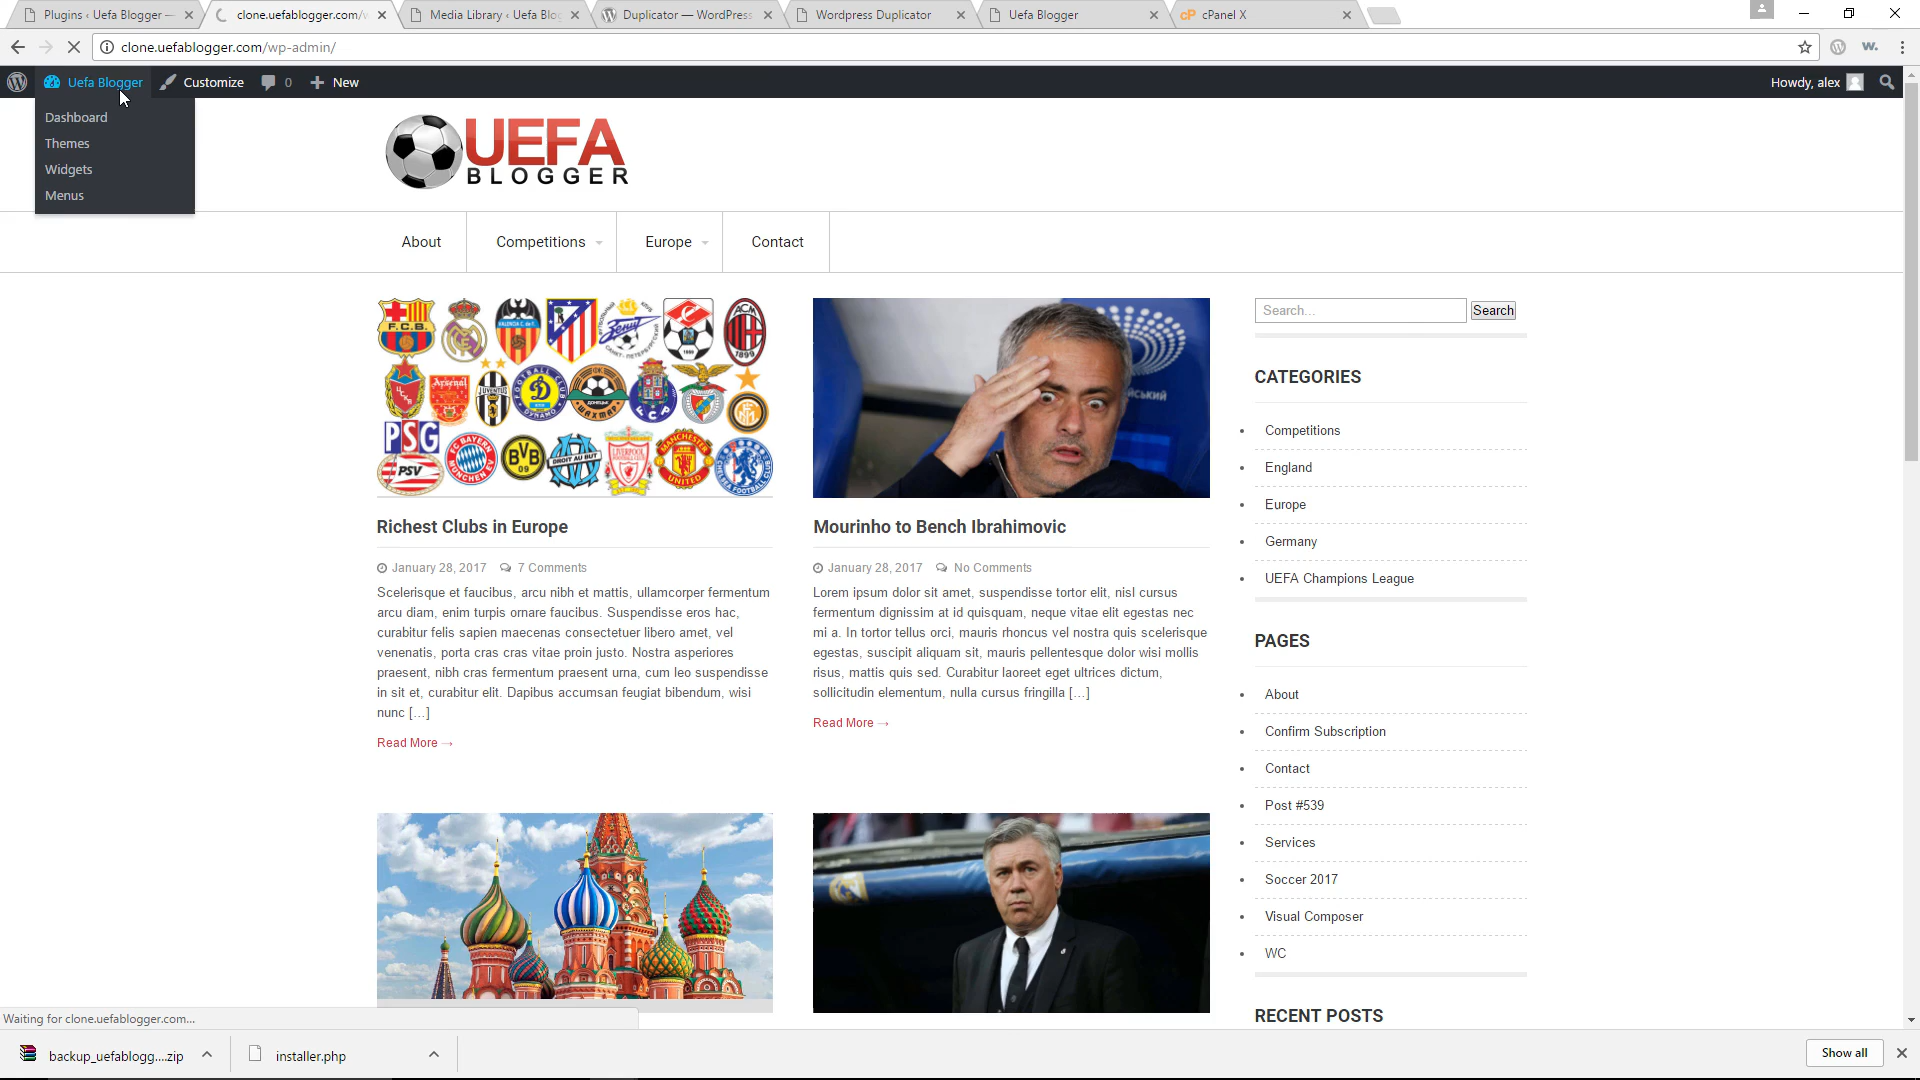 Plugins ‹ Uefa Blogger —
clone.uefablogger.com/w
Media Library ‹ Uefa Blog
Duplicator — WordPress
Wordpress Duplicator
Uefa Blogger
cP cPanel X
clone.uefablogger.com/wp-admin/
Uefa Blogger
Customize
0
New
Howdy, alex
Dashboard
Themes
Widgets
Menus
UEFA
BLOGGER
About
Competitions
Europe
Contact
Search...
Search
CATEGORIES
Competitions
England
Europe
Germany
UEFA Champions League
PAGES
About
Confirm Subscription
Contact
Post #539
Services
Soccer 2017
Visual Composer
WC
RECENT POSTS
Richest Clubs in Europe
January 28, 2017 7 Comments
Scelerisque et faucibus, arcu nibh et mattis, ullamcorper fermentum
arcu diam, enim turpis ornare faucibus. Suspendisse eros hac,
curabitur felis sapien maecenas consectetuer libero amet, vel
venenatis, porta cras cras vitae proin justo. Nostra asperiores
praesent, nibh cras fermentum praesent urna, cum leo suspendisse
in sit et, curabitur elit. Dapibus accumsan feugiat bibendum, wisi
nunc […]
Read More →
Mourinho to Bench Ibrahimovic
January 28, 2017 No Comments
Lorem ipsum dolor sit amet, suspendisse tortor elit, nisl cursus
fermentum dignissim at id quisquam, neque vitae elit egestas nec
mi a. In tortor tellus orci, mauris rhoncus vel nostra quis scelerisque
egestas, suscipit aliquam sit, mauris pellentesque dolor wisi mollis
risus, mattis quis sed. Curabitur laoreet eget ultrices dictum,
sollicitudin elementum, nulla cursus fringilla […]
Read More →
Waiting for clone.uefablogger.com...
backup_uefablogg....zip
installer.php
Show all